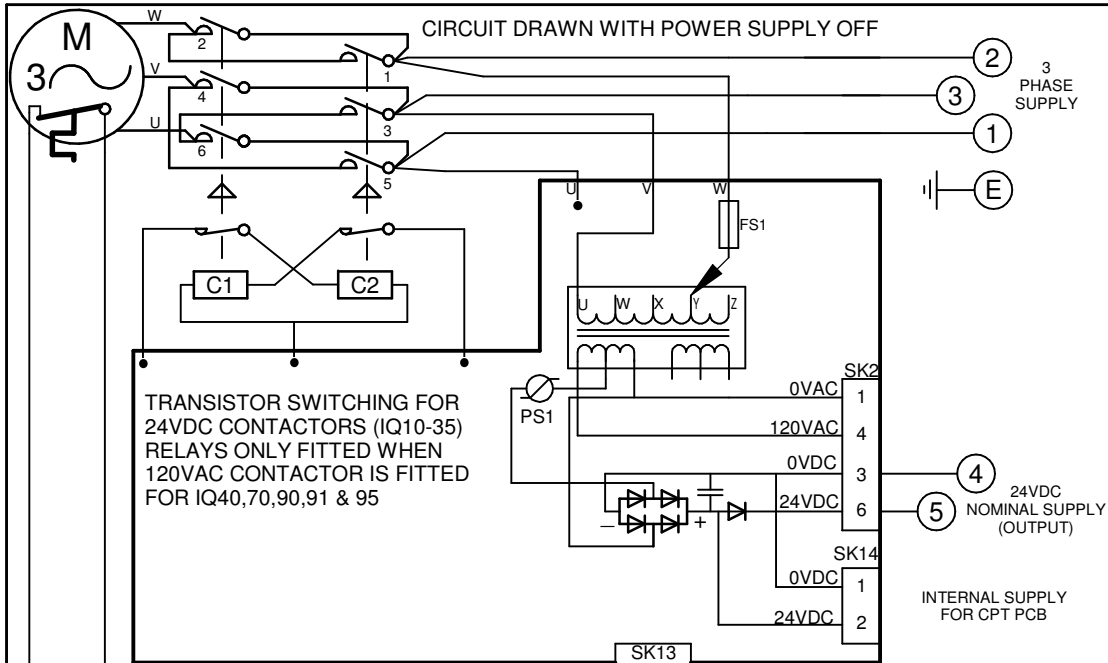 CIRCUIT DRAWN WITH POWER SUPPLY OFF
M
3
W
V
U
2
4
6
1
3
5
2
3
1
E
3
PHASE
SUPPLY
C1
C2
U
V
W
FS1
U W X Y Z
PS1
TRANSISTOR SWITCHING FOR
24VDC CONTACTORS (IQ10-35)
RELAYS ONLY FITTED WHEN
120VAC CONTACTOR IS FITTED
FOR IQ40,70,90,91 & 95
SK2
0VAC 1
120VAC 4
0VDC 3
24VDC 6
– +
4
5
24VDC
NOMINAL SUPPLY
(OUTPUT)
SK14
0VDC 1
24VDC 2
INTERNAL SUPPLY
FOR CPT PCB
SK13